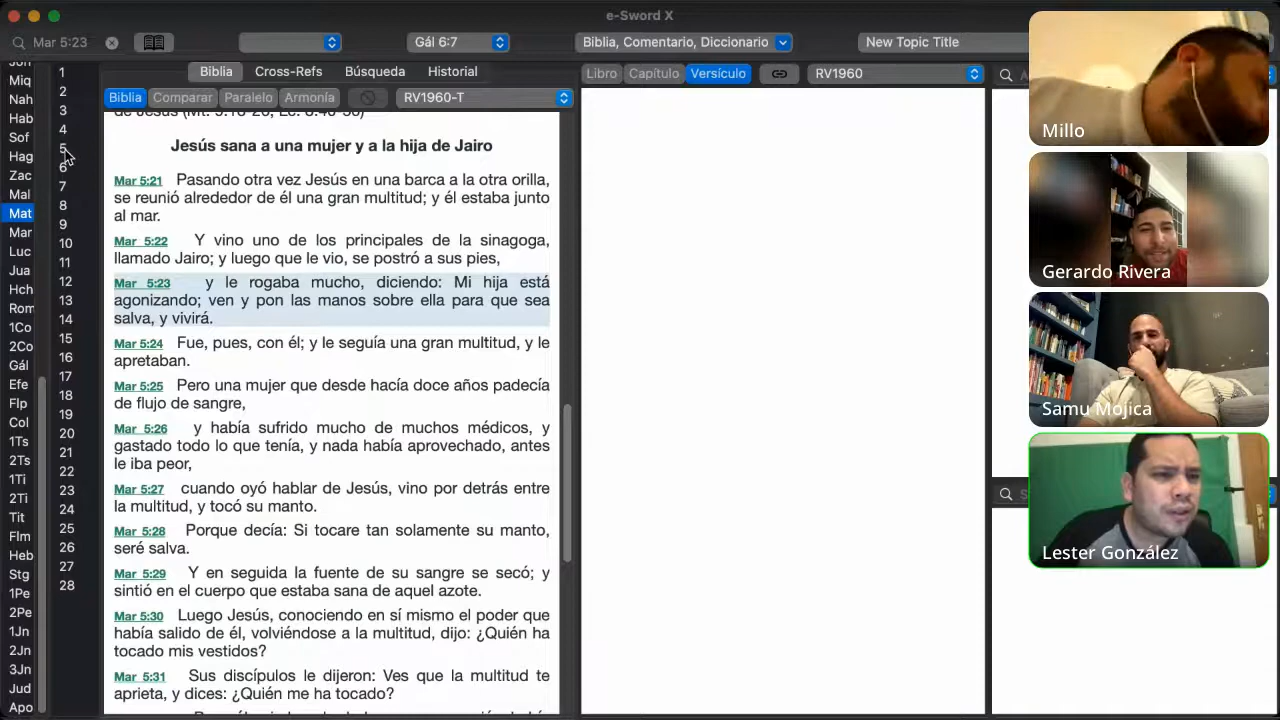 e-Sword X
Mar 5:23
Gál 6:7
Biblia, Comentario, Diccionario
New Topic Title
Biblia
Cross-Refs
Búsqueda
Historial
Libro
Capítulo
Versículo
RV1960
Biblia
Comparar
Paralelo
Armonía
RV1960-T
Miq
Nah
Hab
Sof
Hag
Zac
Mal
Mat
Mar
Luc
Jua
Hch
Rom
1Co
2Co
Gál
Efe
Flp
Col
1Ts
2Ts
1Ti
2Ti
Tit
Flm
Heb
Stg
1Pe
2Pe
1Jn
2Jn
3Jn
Jud
Apo
1
2
3
4
5
6
7
8
9
10
11
12
13
14
15
16
17
18
19
20
21
22
23
24
25
26
27
28
Jesús sana a una mujer y a la hija de Jairo
Mar 5:21 Pasando otra vez Jesús en una barca a la otra orilla,
se reunió alrededor de él una gran multitud; y él estaba junto
al mar.
Mar 5:22 Y vino uno de los principales de la sinagoga,
llamado Jairo; y luego que le vio, se postró a sus pies,
Mar 5:23 y le rogaba mucho, diciendo: Mi hija está
agonizando; ven y pon las manos sobre ella para que sea
salva, y vivirá.
Mar 5:24 Fue, pues, con él; y le seguía una gran multitud, y le
apretaban.
Mar 5:25 Pero una mujer que desde hacía doce años padecía
de flujo de sangre,
Mar 5:26 y había sufrido mucho de muchos médicos, y
gastado todo lo que tenía, y nada había aprovechado, antes
le iba peor,
Mar 5:27 cuando oyó hablar de Jesús, vino por detrás entre
la multitud, y tocó su manto.
Mar 5:28 Porque decía: Si tocare tan solamente su manto,
seré salva.
Mar 5:29 Y en seguida la fuente de su sangre se secó; y
sintió en el cuerpo que estaba sana de aquel azote.
Mar 5:30 Luego Jesús, conociendo en sí mismo el poder que
había salido de él, volviéndose a la multitud, dijo: ¿Quién ha
tocado mis vestidos?
Mar 5:31 Sus discípulos le dijeron: Ves que la multitud te
aprieta, y dices: ¿Quién me ha tocado?
Millo
Gerardo Rivera
Samu Mojica
Lester González